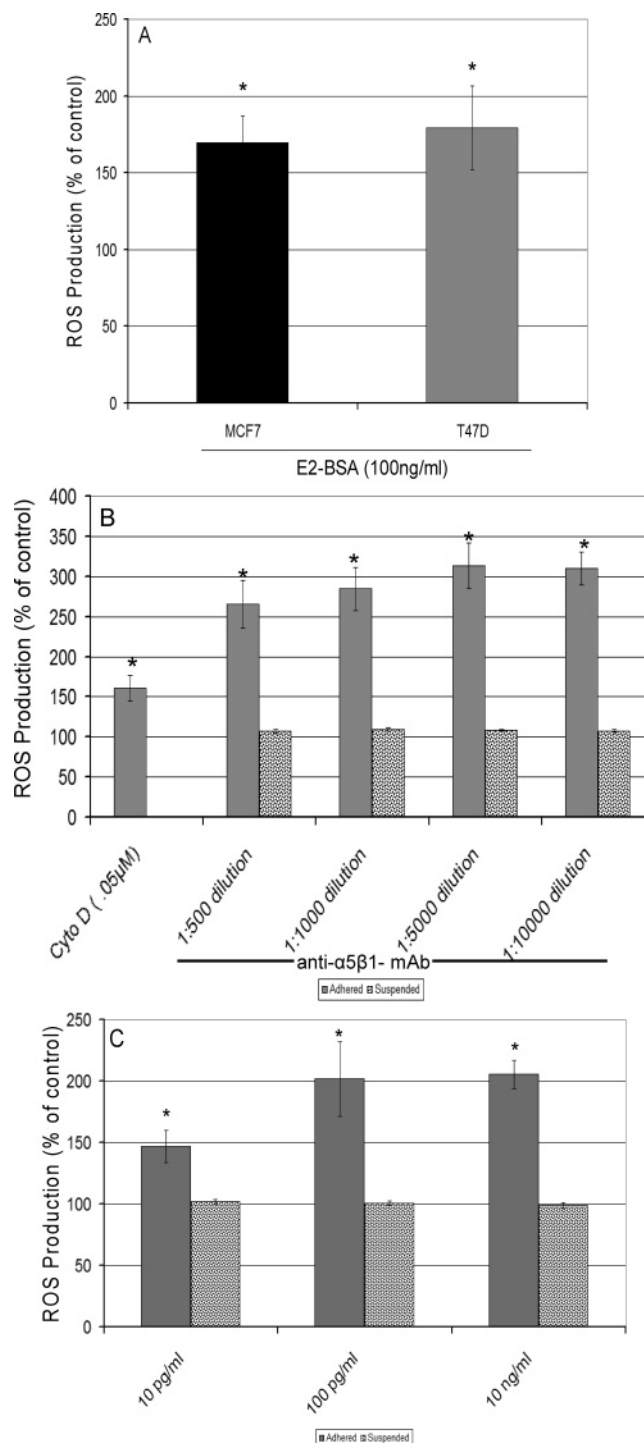 A
250
200
150
100
50
0
ROS Production (% of control)
*
*
MCF7 T47D
E2-BSA (100ng/ml)
B
400
350
300
250
200
150
100
50
0
ROS Production (% of control)
*
*
*
*
*
Cyto D ( .05µM)
1:500 dilution
1:1000 dilution
1:5000 dilution
1:10000 dilution
anti-α5β1- mAb
Adhered Suspended
C
250
200
150
100
50
0
ROS Production (% of control)
*
*
*
10 pg/ml
100 pg/ml
10 ng/ml
Adhered Suspended